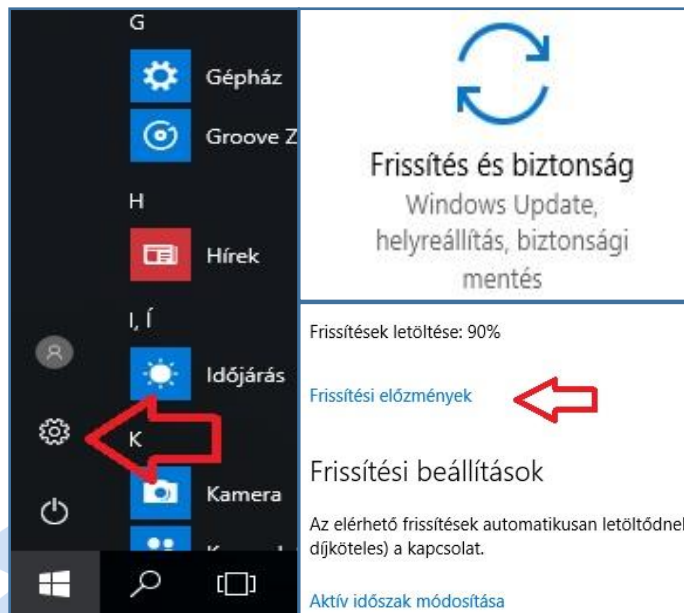 G
Gépház
Groove Z
H
Hírek
I, Í
Időjárás
K
Kamera
Frissítés és biztonság
Windows Update,
helyreállítás, biztonsági
mentés
Frissítések letöltése: 90%
Frissítési előzmények
Frissítési beállítások
Az elérhető frissítések automatikusan letöltődnel
díjköteles) a kapcsolat.
Aktív időszak módosítása